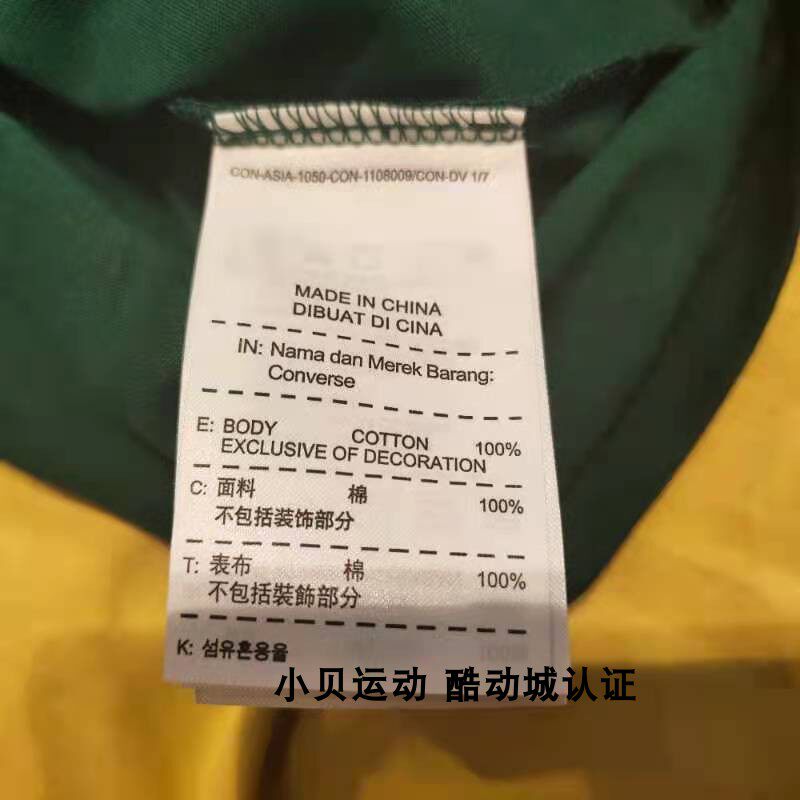 CON-ASIA-1050-CON-1108009/CON-DV 1/7
MADE IN CHINA
DIBUAT DI CINA
IN: Nama dan Merek Barang:
Converse
E: BODY COTTON 100%
EXCLUSIVE OF DECORATION
C: 面料 棉 100%
不包括装饰部分
T: 表布 棉 100%
不包括裝飾部分
K: 섬유혼용율
小贝运动 酷动城认证